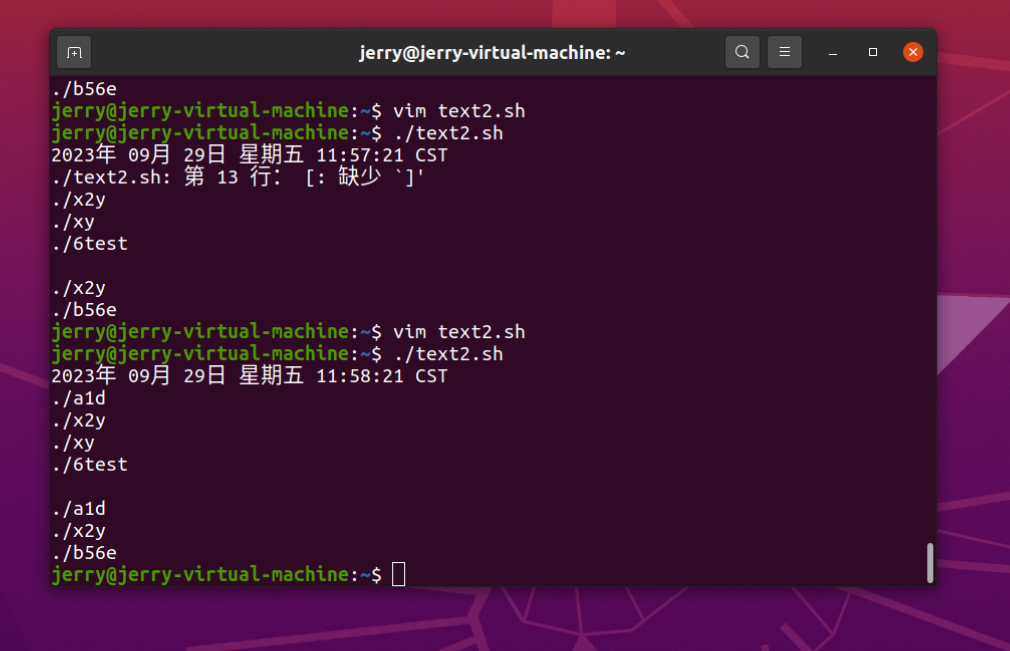 jerry@jerry-virtual-machine: ~
./b56e
jerry@jerry-virtual-machine:~$ vim text2.sh
jerry@jerry-virtual-machine:~$ ./text2.sh
2023年 09月 29日 星期五 11:57:21 CST
./text2.sh: 第 13 行： [: 缺少 `]'
./x2y
./xy
./6test
./x2y
./b56e
jerry@jerry-virtual-machine:~$ vim text2.sh
jerry@jerry-virtual-machine:~$ ./text2.sh
2023年 09月 29日 星期五 11:58:21 CST
./a1d
./x2y
./xy
./6test
./a1d
./x2y
./b56e
jerry@jerry-virtual-machine:~$